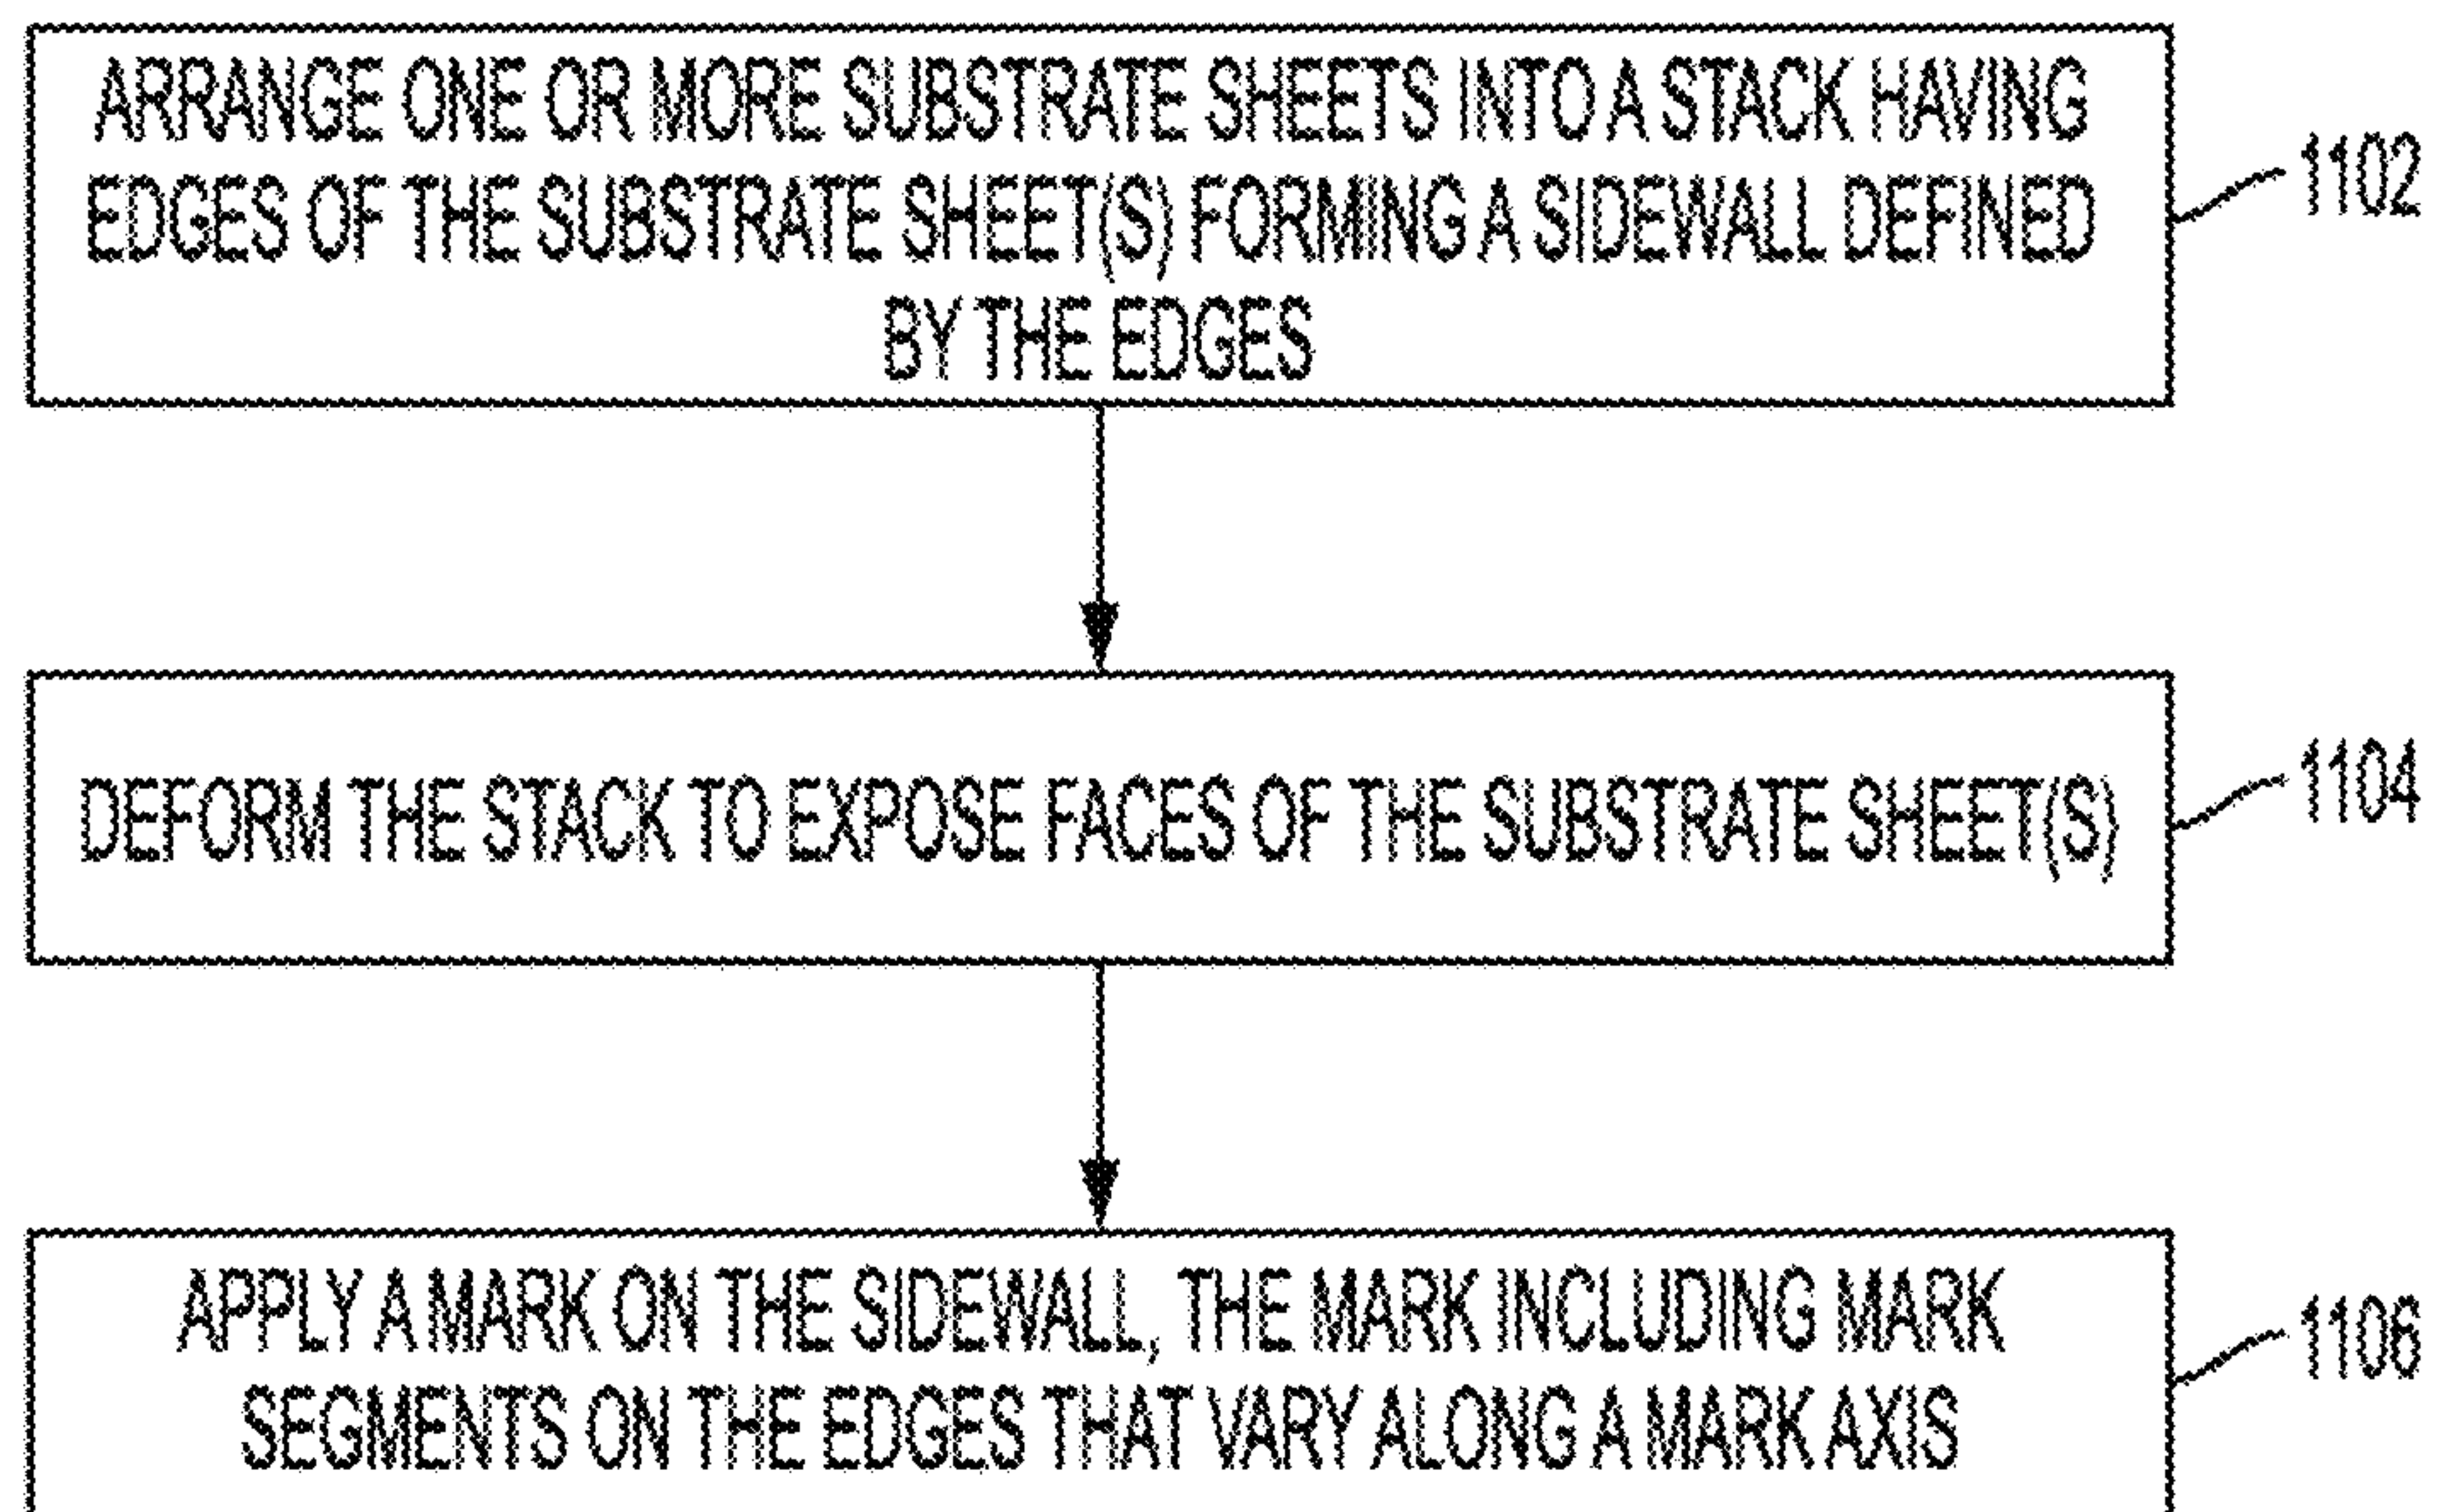 ARRANGE ONE OR MORE SUBSTRATE SHEETS INTO A STACK HAVING
EDGES OF THE SUBSTRATE SHEET(S) FORMING A SIDEWALL DEFINED
BY THE EDGES
1102
DEFORM THE STACK TO EXPOSE FACES OF THE SUBSTRATE SHEET(S)
1104
APPLY A MARK ON THE SIDEWALL, THE MARK INCLUDING MARK
SEGMENTS ON THE EDGES THAT VARY ALONG A MARK AXIS
1106